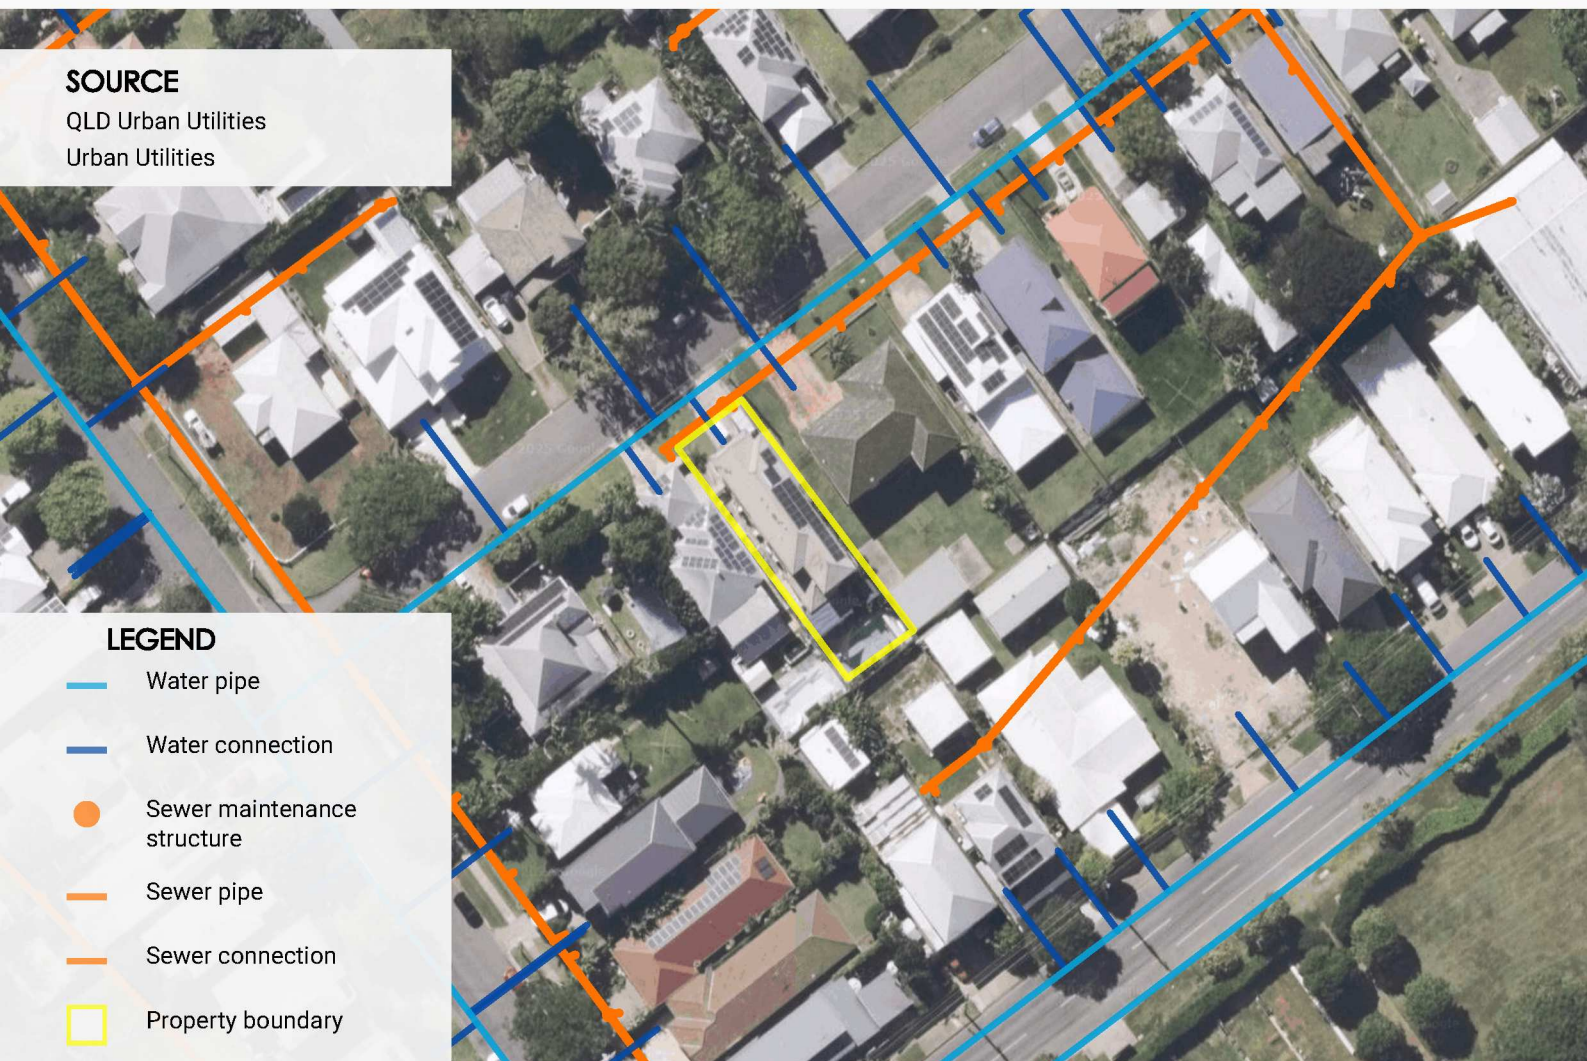 SOURCE
QLD Urban Utilities
Urban Utilities
LEGEND
Water pipe
Water connection
Sewer maintenance
structure
Sewer pipe
Sewer connection
Property boundary